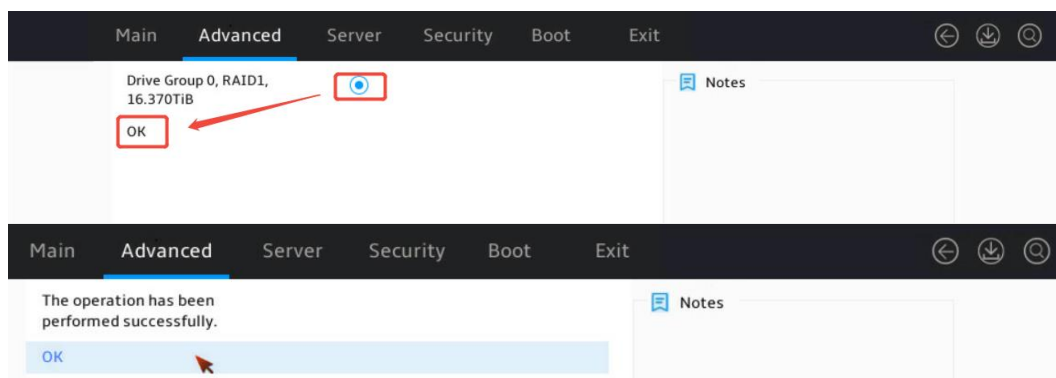 Main Advanced Server Security Boot Exit
Drive Group 0, RAID1,
16.370TiB
Notes
OK
Main Advanced Server Security Boot Exit
The operation has been
performed successfully.
Notes
OK